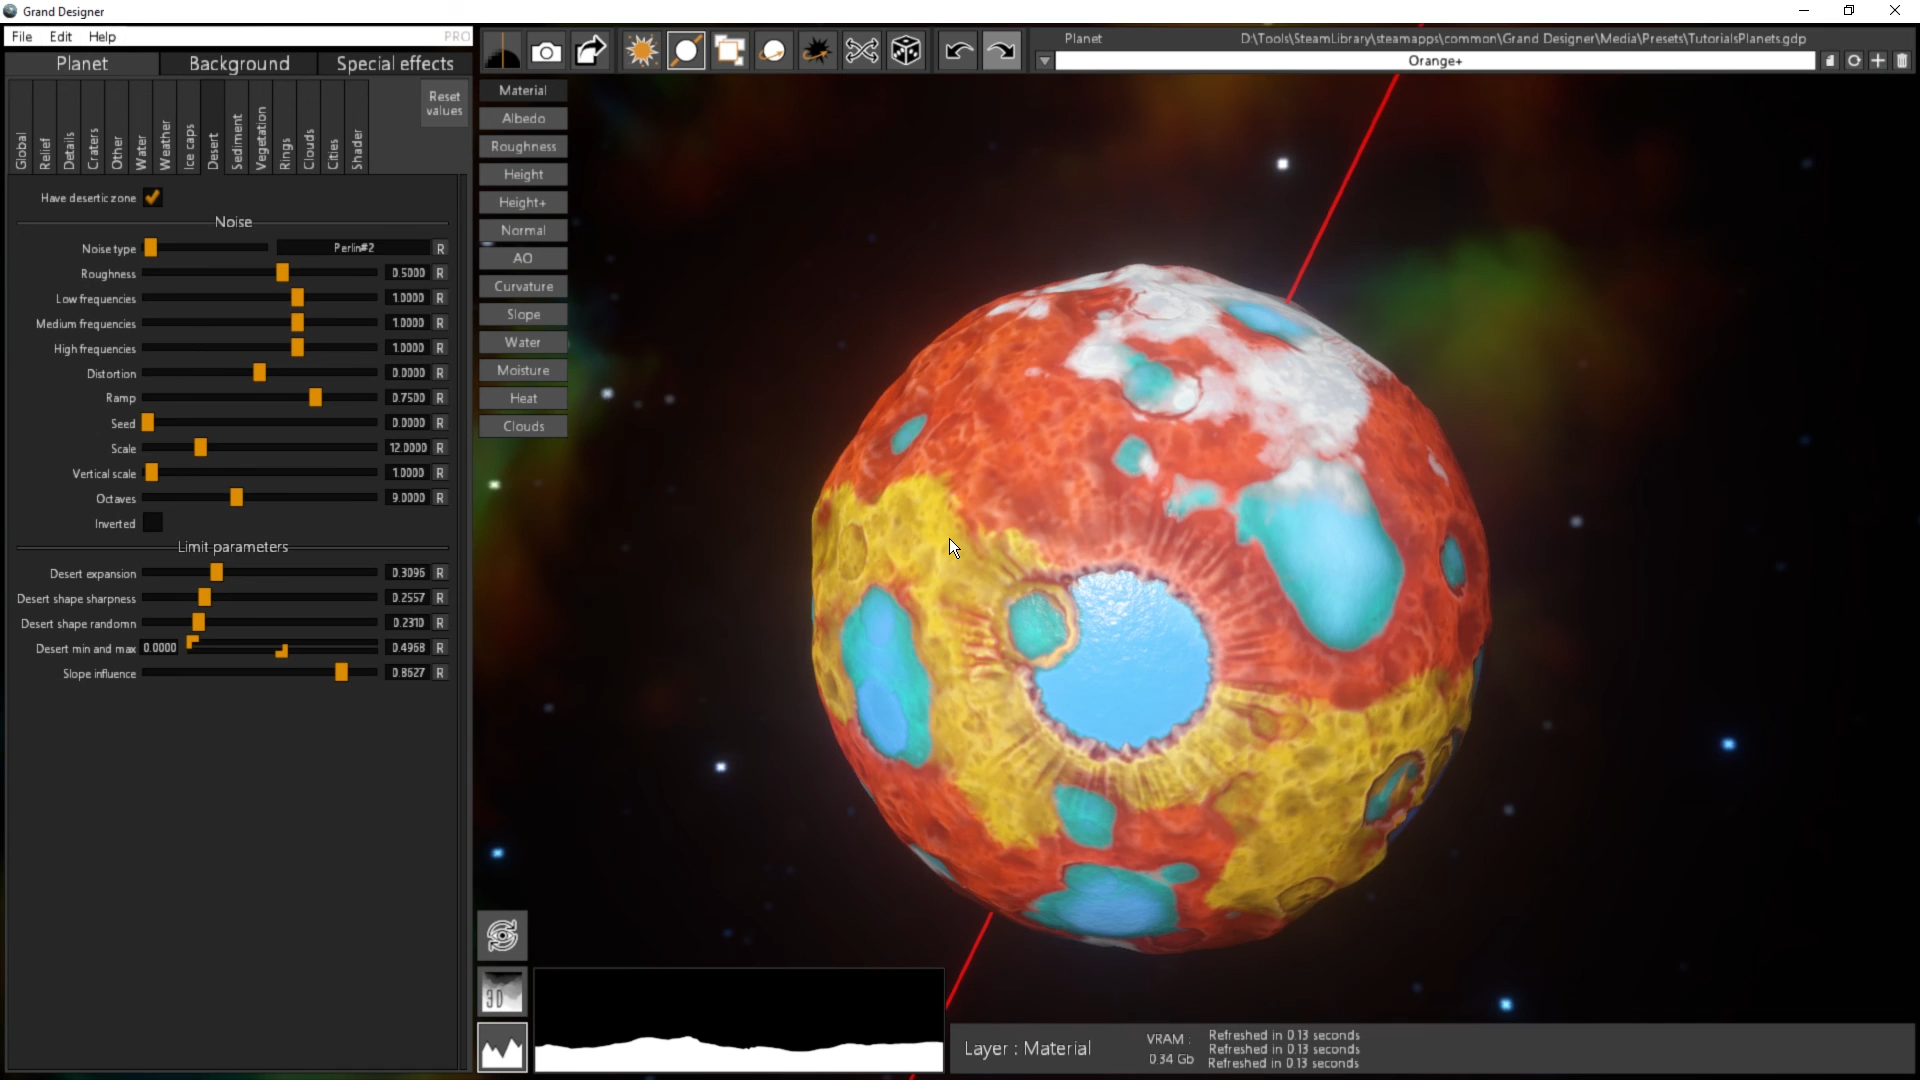 Grand Designer
File Edit Help PRO
Planet Background Special effects
Global Relief Details Craters Other Water Weather Ice caps Desert Sediment Vegetation Rings Clouds Cities Shader
Reset values
Have desertic zone
Noise
Noise type Perlin#2 R
Roughness 0.5000 R
Low frequencies 1.0000 R
Medium frequencies 1.0000 R
High frequencies 1.0000 R
Distortion 0.0000 R
Ramp 0.7500 R
Seed 0.0000 R
Scale 12.0000 R
Vertical scale 1.0000 R
Octaves 9.0000 R
Inverted
Limit parameters
Desert expansion 0.3096 R
Desert shape sharpness 0.2557 R
Desert shape randomn 0.2310 R
Desert min and max 0.0000 0.4968 R
Slope influence 0.8627 R
Planet D:\Tools\SteamLibrary\steamapps\common\Grand Designer\Media\Presets\TutorialsPlanets.gdp
Orange+
Material
Albedo
Roughness
Height
Height+
Normal
AO
Curvature
Slope
Water
Moisture
Heat
Clouds
3D
Layer : Material
VRAM :
0.34 Gb
Refreshed in 0.13 seconds
Refreshed in 0.13 seconds
Refreshed in 0.13 seconds